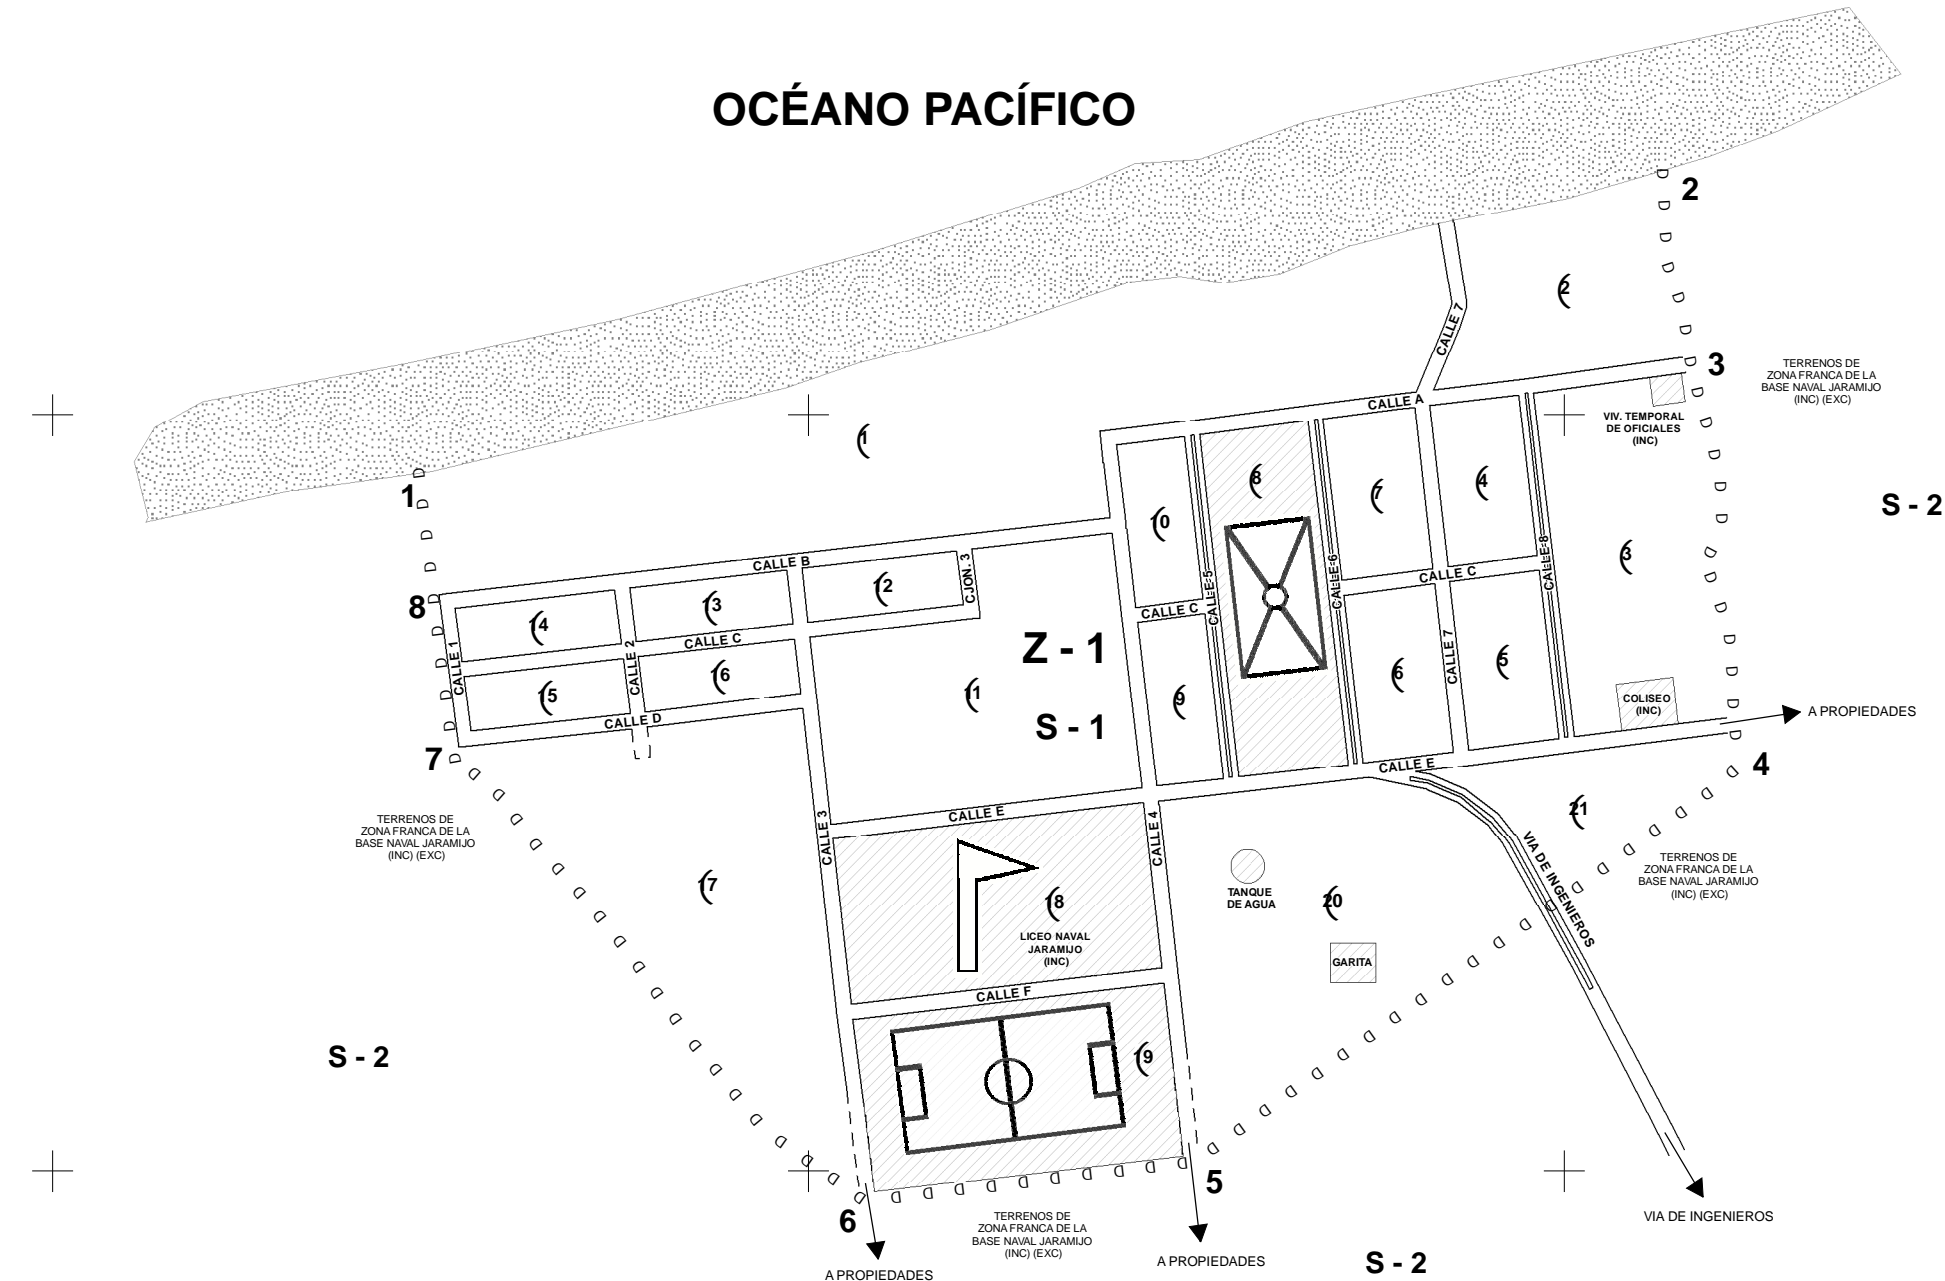 OCÉANO PACÍFICO
2
2
CALLE 7
3
TERRENOS DE
ZONA FRANCA DE LA
BASE NAVAL JARAMIJO
(INC) (EXC)
CALLE A
VIV. TEMPORAL
DE OFICIALES
(INC)
1
1
8
7
4
S - 2
10
3
CALLE B
CJON. 3
12
13
14
8
CALLE 5
CALLE 6
CALLE C
CALLE 8
CALLE C
CALLE 1
CALLE 2
CALLE C
Z - 1
CALLE 7
15
16
11
9
6
5
COLISEO
(INC)
A PROPIEDADES
S - 1
CALLE D
7
CALLE E
4
TERRENOS DE
ZONA FRANCA DE LA
BASE NAVAL JARAMIJO
(INC) (EXC)
CALLE 3
CALLE E
CALLE 4
21
VIA DE INGENIEROS
TERRENOS DE
ZONA FRANCA DE LA
BASE NAVAL JARAMIJO
(INC) (EXC)
17
18
TANQUE
DE AGUA
20
LICEO NAVAL
JARAMIJO
(INC)
GARITA
CALLE F
S - 2
19
5
6
TERRENOS DE
ZONA FRANCA DE LA
BASE NAVAL JARAMIJO
(INC) (EXC)
VIA DE INGENIEROS
A PROPIEDADES
A PROPIEDADES
S - 2